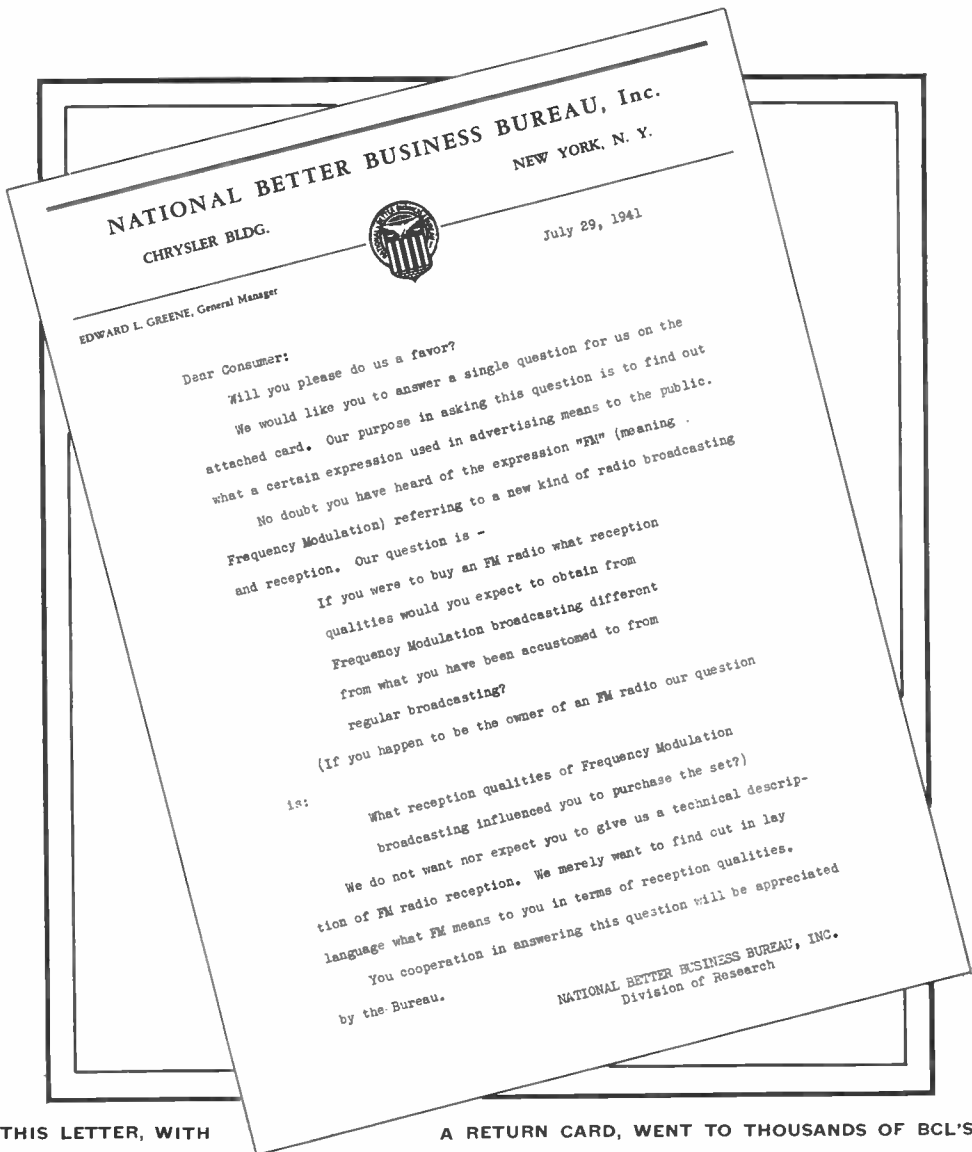 NATIONAL BETTER BUSINESS BUREAU, Inc.
CHRYSLER BLDG.
NEW YORK, N. Y.
EDWARD L. GREENE, General Manager
July 29, 1941
Dear Consumer:
Will you please do us a favor?
We would like you to answer a single question for us on the
attached card. Our purpose in asking this question is to find out
what a certain expression used in advertising means to the public.
No doubt you have heard of the expression "FM" (meaning
Frequency Modulation) referring to a new kind of radio broadcasting
and reception. Our question is -
If you were to buy an FM radio what reception
qualities would you expect to obtain from
Frequency Modulation broadcasting different
from what you have been accustomed to from
regular broadcasting?
(If you happen to be the owner of an FM radio our question
is:
What reception qualities of Frequency Modulation
broadcasting influenced you to purchase the set?)
We do not want nor expect you to give us a technical descrip-
tion of FM radio reception. We merely want to find out in lay
language what FM means to you in terms of reception qualities.
You cooperation in answering this question will be appreciated
by the Bureau.
NATIONAL BETTER BUSINESS BUREAU, INC.
Division of Research
THIS LETTER, WITH A RETURN CARD, WENT TO THOUSANDS OF BCL'S